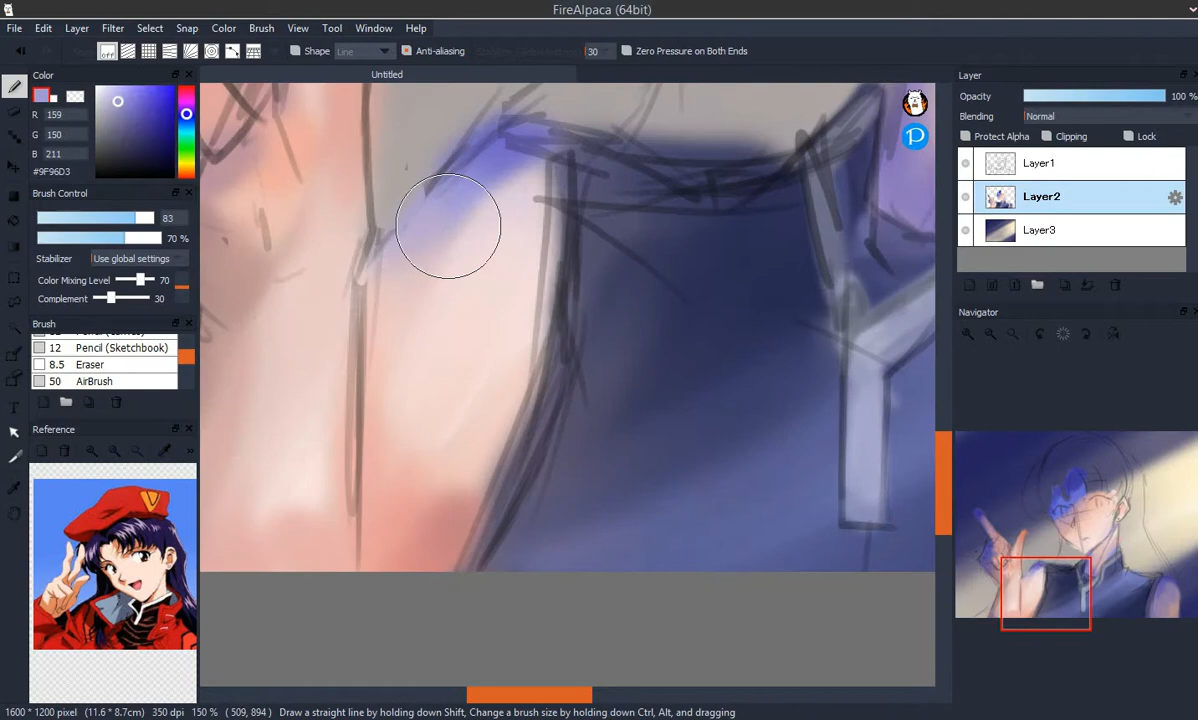 FireAlpaca (64bit)
File Edit Layer Filter Select Snap Color Brush View Tool Window Help
off Shape Line Anti-aliasing 30 Zero Pressure on Both Ends
Untitled
Color
R 159
G 150
B 211
#9F96D3
Brush Control
83
70 %
Stabilizer Use global settings
Color Mixing Level 70
Complement 30
Brush
12 Pencil (Sketchbook)
8.5 Eraser
50 AirBrush
Reference
Layer
Opacity 100 %
Blending Normal
Protect Alpha Clipping Lock
Layer1
Layer2
Layer3
Navigator
1600 * 1200 pixel (11.6 * 8.7cm) 350 dpi 150 % ( 509, 894 ) Draw a straight line by holding down Shift, Change a brush size by holding down Ctrl, Alt, and dragging